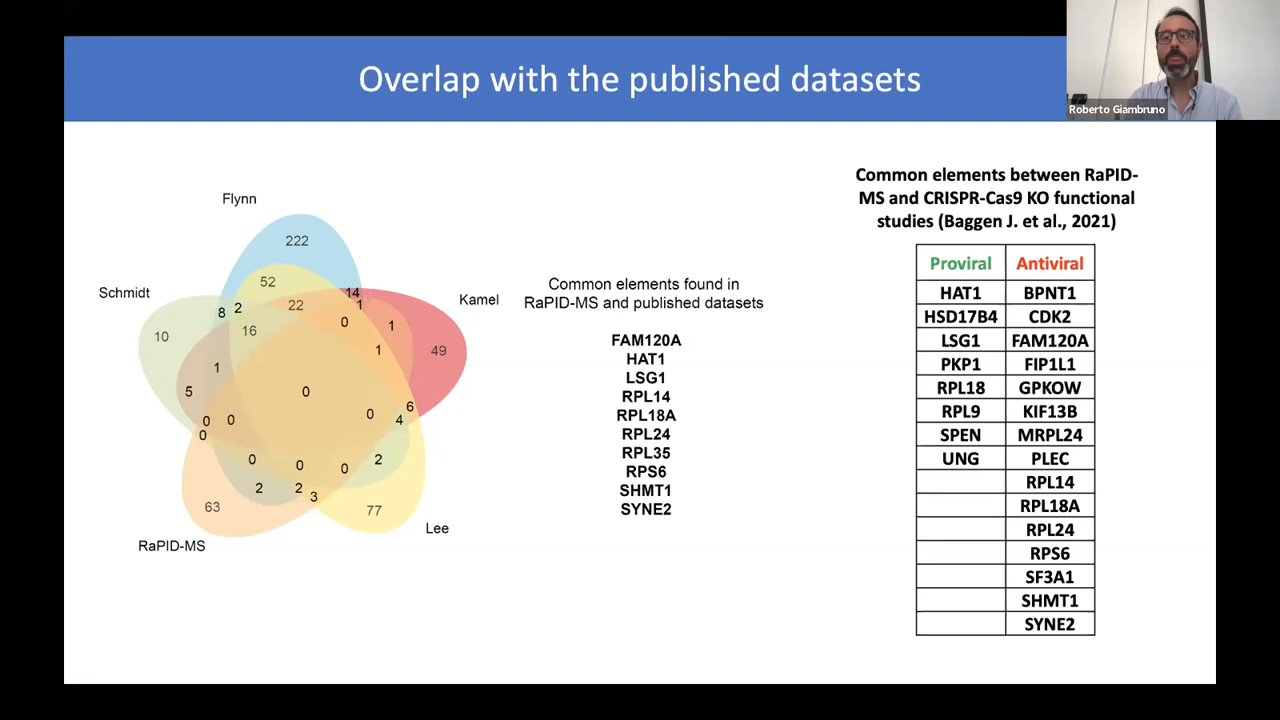 Overlap with the published datasets
Roberto Giambruno
Flynn
222
Schmidt
52
14
Kamel
8
2
22
1
10
16
0
1
49
1
1
5
0
6
0
0
0
4
0
0
0
0
2
2
2
3
63
77
Lee
RaPID-MS
Common elements found in
RaPID-MS and published datasets
FAM120A
HAT1
LSG1
RPL14
RPL18A
RPL24
RPL35
RPS6
SHMT1
SYNE2
Common elements between RaPID-
MS and CRISPR-Cas9 KO functional
studies (Baggen J. et al., 2021)
Proviral Antiviral
HAT1 BPNT1
HSD17B4 CDK2
LSG1 FAM120A
PKP1 FIP1L1
RPL18 GPKOW
RPL9 KIF13B
SPEN MRPL24
UNG PLEC
RPL14
RPL18A
RPL24
RPS6
SF3A1
SHMT1
SYNE2